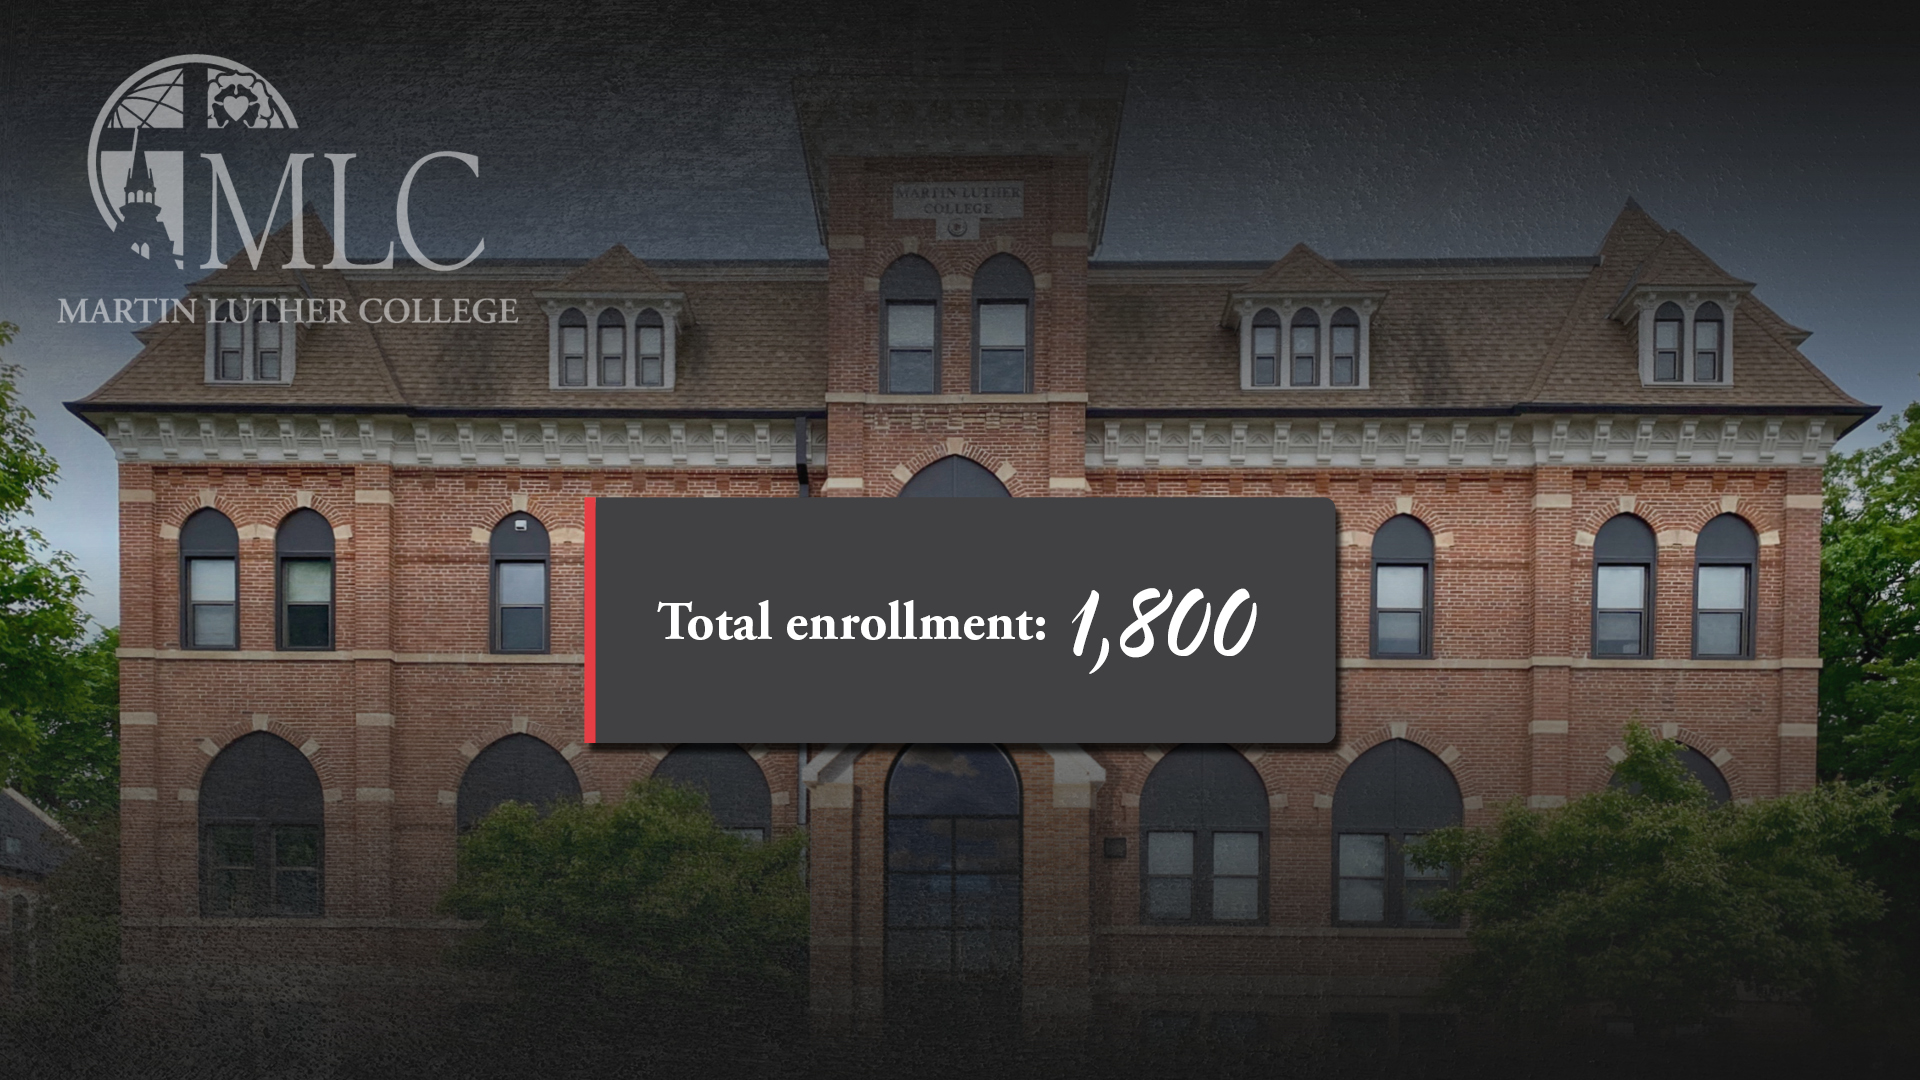 MLC
MARTIN LUTHER COLLEGE
MARTIN LUTHER
COLLEGE
Total enrollment: 1,800